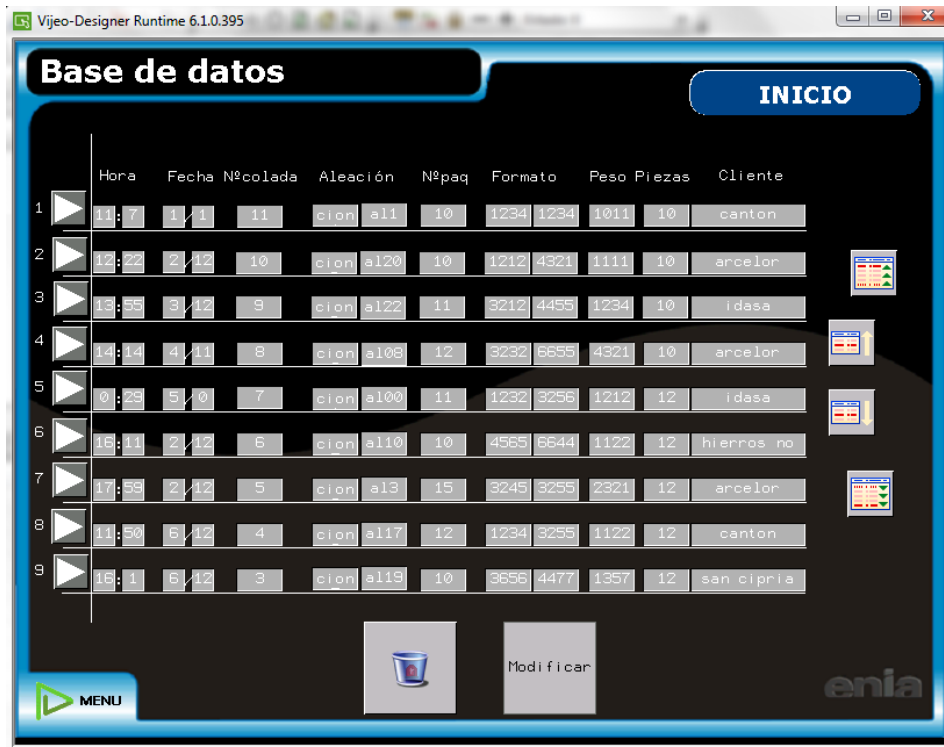 Vijeo-Designer Runtime 6.1.0.395
Base de datos
INICIO
Hora Fecha Nºcolada Aleación Nºpaq Formato Peso Piezas Cliente
1 11:7 1/1 11 cion al1 10 1234 1234 1011 10 canton
2 12:22 2/12 10 cion al20 10 1212 4321 1111 10 arcelor
3 13:55 3/12 9 cion al22 11 3212 4455 1234 10 idasa
4 14:14 4/11 8 cion al08 12 3232 6655 4321 10 arcelor
5 0:29 5/0 7 cion al00 11 1232 3256 1212 12 idasa
6 16:11 2/12 6 cion al10 10 4565 6644 1122 12 hierros no
7 17:59 2/12 5 cion al3 15 3245 3255 2321 12 arcelor
8 11:50 6/12 4 cion al17 12 1234 3255 1122 12 canton
9 16:1 6/12 3 cion al19 10 3656 4477 1357 12 san cipria
Modificar
MENU
enia